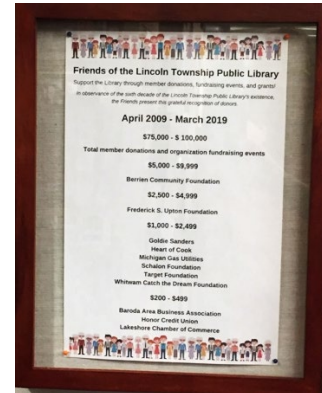 Friends of the Lincoln Township Public Library
Support the Library through member donations, fundraising events, and grants!
In observance of the sixth decade of the Lincoln Township Public Library's existence,
the Friends present this grateful recognition of donors.
April 2009 - March 2019
$75,000 - $ 100,000
Total member donations and organization fundraising events
$5,000 - $9,999
Berrien Community Foundation
$2,500 - $4,999
Frederick S. Upton Foundation
$1,000 - $2,499
Goldie Sanders
Heart of Cook
Michigan Gas Utilities
Schalon Foundation
Target Foundation
Whitwam Catch the Dream Foundation
$200 - $499
Baroda Area Business Association
Honor Credit Union
Lakeshore Chamber of Commerce